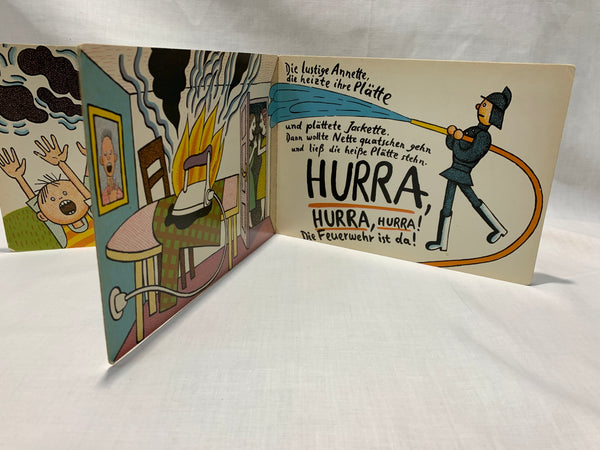 Die lustige Annette,
die heizte ihre Plätte
und plättete Jackette.
Dann wollte Nette quatschen gehn
und ließ die heiße Plätte stehn.
HURRA,
HURRA, HURRA!
Die Feuerwehr ist da!